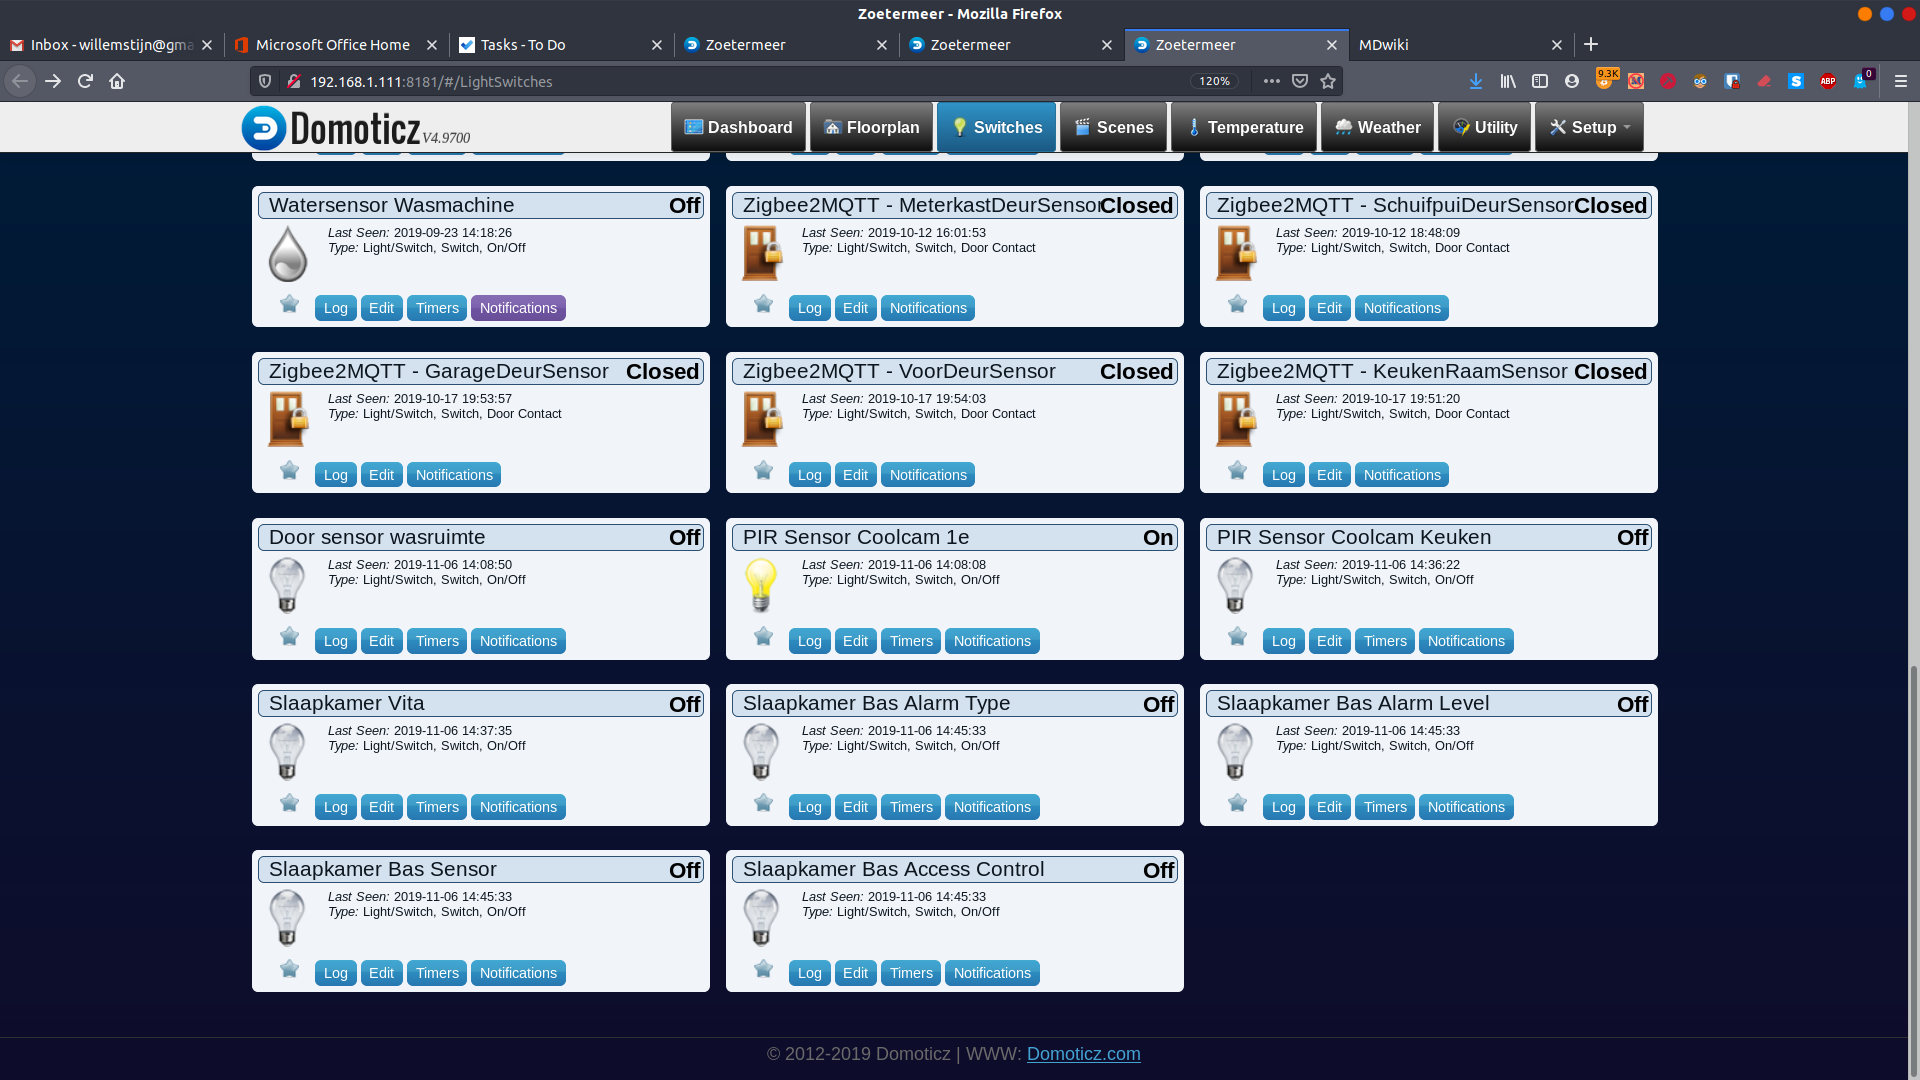 Zoetermeer - Mozilla Firefox
Inbox - willemstijn@gma
Microsoft Office Home
Tasks - To Do
Zoetermeer
Zoetermeer
Zoetermeer
MDwiki
192.168.1.111:8181/#/LightSwitches
120%
9.3K
ABP
0
Domoticz V4.9700
Dashboard
Floorplan
Switches
Scenes
Temperature
Weather
Utility
Setup
Watersensor Wasmachine Off
Last Seen: 2019-09-23 14:18:26
Type: Light/Switch, Switch, On/Off
Log Edit Timers Notifications
Zigbee2MQTT - MeterkastDeurSensor Closed
Last Seen: 2019-10-12 16:01:53
Type: Light/Switch, Switch, Door Contact
Log Edit Notifications
Zigbee2MQTT - SchuifpuiDeurSensor Closed
Last Seen: 2019-10-12 18:48:09
Type: Light/Switch, Switch, Door Contact
Log Edit Notifications
Zigbee2MQTT - GarageDeurSensor Closed
Last Seen: 2019-10-17 19:53:57
Type: Light/Switch, Switch, Door Contact
Log Edit Notifications
Zigbee2MQTT - VoorDeurSensor Closed
Last Seen: 2019-10-17 19:54:03
Type: Light/Switch, Switch, Door Contact
Log Edit Notifications
Zigbee2MQTT - KeukenRaamSensor Closed
Last Seen: 2019-10-17 19:51:20
Type: Light/Switch, Switch, Door Contact
Log Edit Notifications
Door sensor wasruimte Off
Last Seen: 2019-11-06 14:08:50
Type: Light/Switch, Switch, On/Off
Log Edit Timers Notifications
PIR Sensor Coolcam 1e On
Last Seen: 2019-11-06 14:08:08
Type: Light/Switch, Switch, On/Off
Log Edit Timers Notifications
PIR Sensor Coolcam Keuken Off
Last Seen: 2019-11-06 14:36:22
Type: Light/Switch, Switch, On/Off
Log Edit Timers Notifications
Slaapkamer Vita Off
Last Seen: 2019-11-06 14:37:35
Type: Light/Switch, Switch, On/Off
Log Edit Timers Notifications
Slaapkamer Bas Alarm Type Off
Last Seen: 2019-11-06 14:45:33
Type: Light/Switch, Switch, On/Off
Log Edit Timers Notifications
Slaapkamer Bas Alarm Level Off
Last Seen: 2019-11-06 14:45:33
Type: Light/Switch, Switch, On/Off
Log Edit Timers Notifications
Slaapkamer Bas Sensor Off
Last Seen: 2019-11-06 14:45:33
Type: Light/Switch, Switch, On/Off
Log Edit Timers Notifications
Slaapkamer Bas Access Control Off
Last Seen: 2019-11-06 14:45:33
Type: Light/Switch, Switch, On/Off
Log Edit Timers Notifications
© 2012-2019 Domoticz | WWW: Domoticz.com